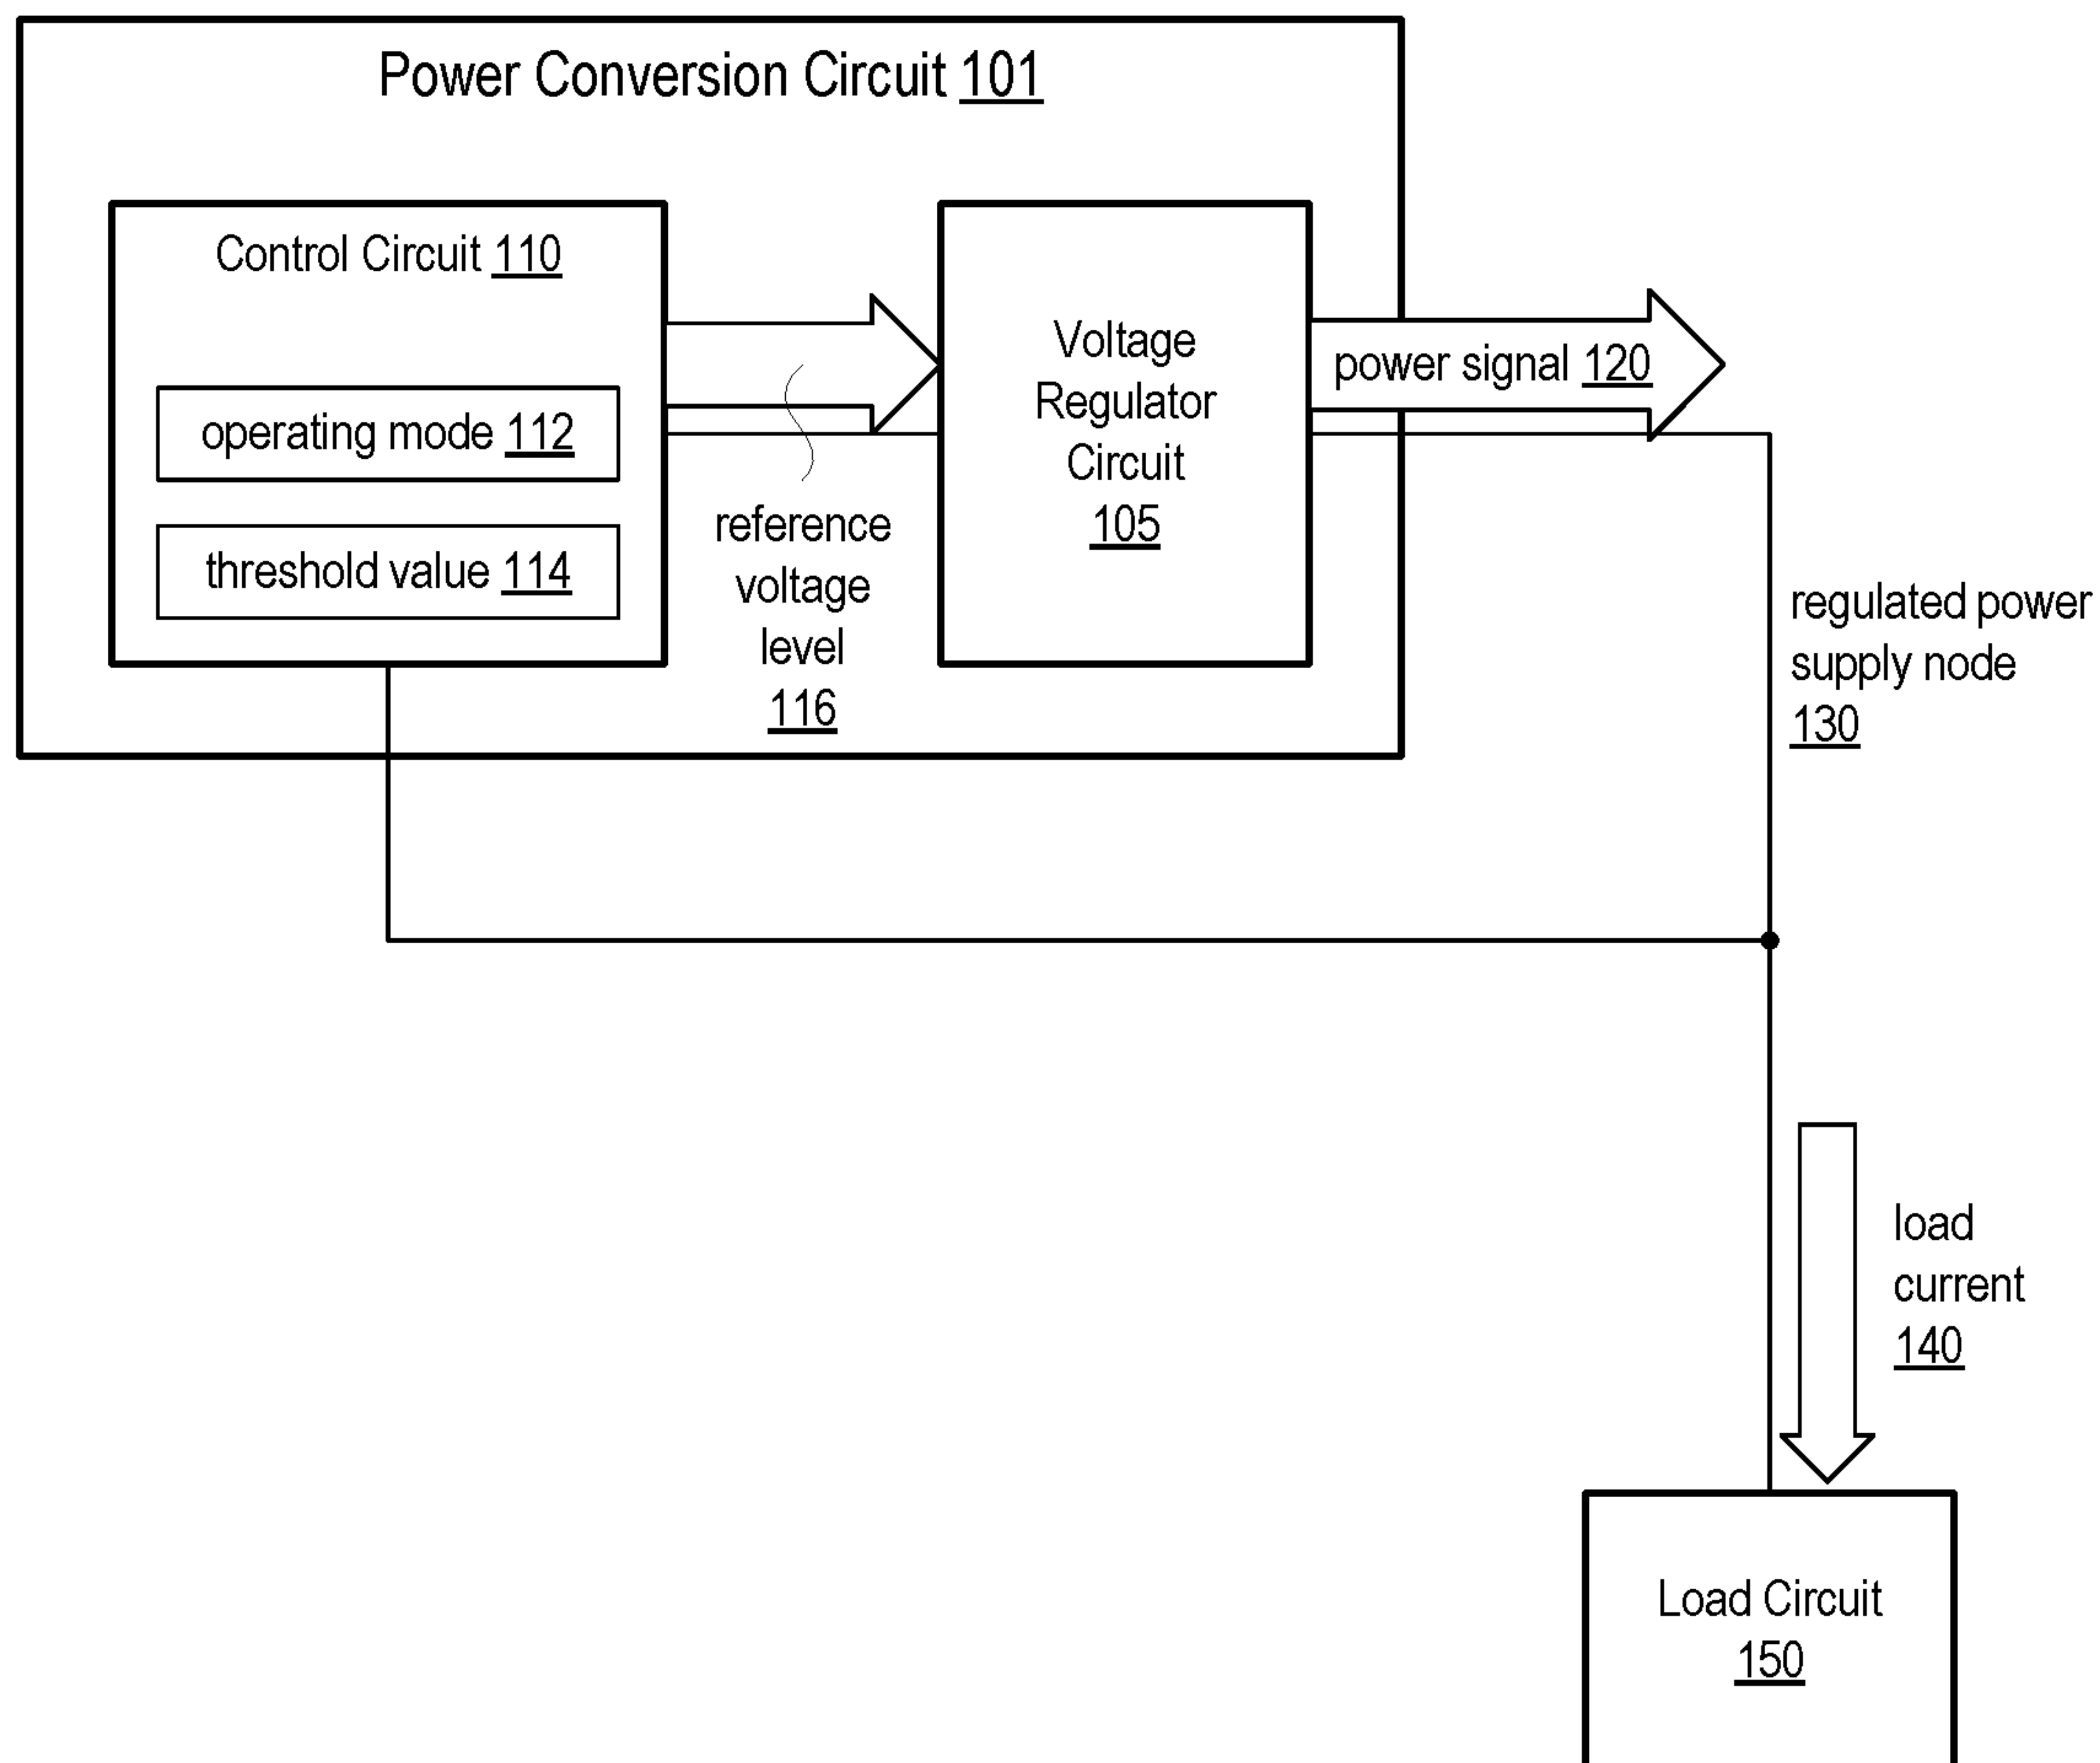 Power Conversion Circuit 101
Control Circuit 110
operating mode 112
threshold value 114
reference
voltage
level
116
Voltage
Regulator
Circuit
105
power signal 120
regulated power
supply node
130
load
current
140
Load Circuit
150